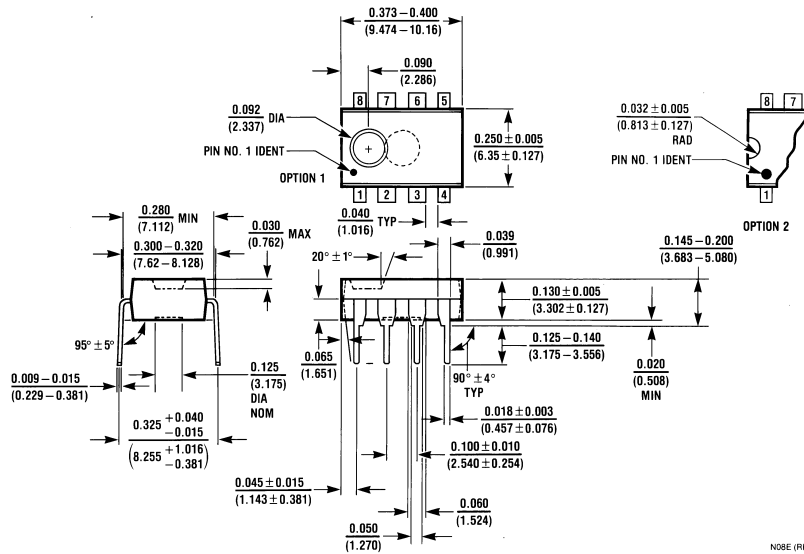 0.373 – 0.400
(9.474 – 10.16)
0.090
(2.286)
8 7 6 5
0.092
(2.337) DIA
PIN NO. 1 IDENT
OPTION 1
0.250 ± 0.005
(6.35 ± 0.127)
1 2 3 4
0.032 ± 0.005
(0.813 ± 0.127)
RAD
PIN NO. 1 IDENT
8 7
1
OPTION 2
0.280
(7.112) MIN
0.300 – 0.320
(7.62 – 8.128)
0.030
(0.762) MAX
0.040
(1.016) TYP
0.039
(0.991)
20° ± 1°
0.145 – 0.200
(3.683 – 5.080)
0.130 ± 0.005
(3.302 ± 0.127)
0.125 – 0.140
(3.175 – 3.556)
0.020
(0.508)
MIN
95° ± 5°
0.065
(1.651)
90° ± 4°
TYP
0.009 – 0.015
(0.229 – 0.381)
0.125
(3.175)
DIA
NOM
0.018 ± 0.003
(0.457 ± 0.076)
0.325 +0.040 −0.015
(8.255 +1.016 −0.381)
0.100 ± 0.010
(2.540 ± 0.254)
0.045 ± 0.015
(1.143 ± 0.381)
0.060
(1.524)
0.050
(1.270)
N08E